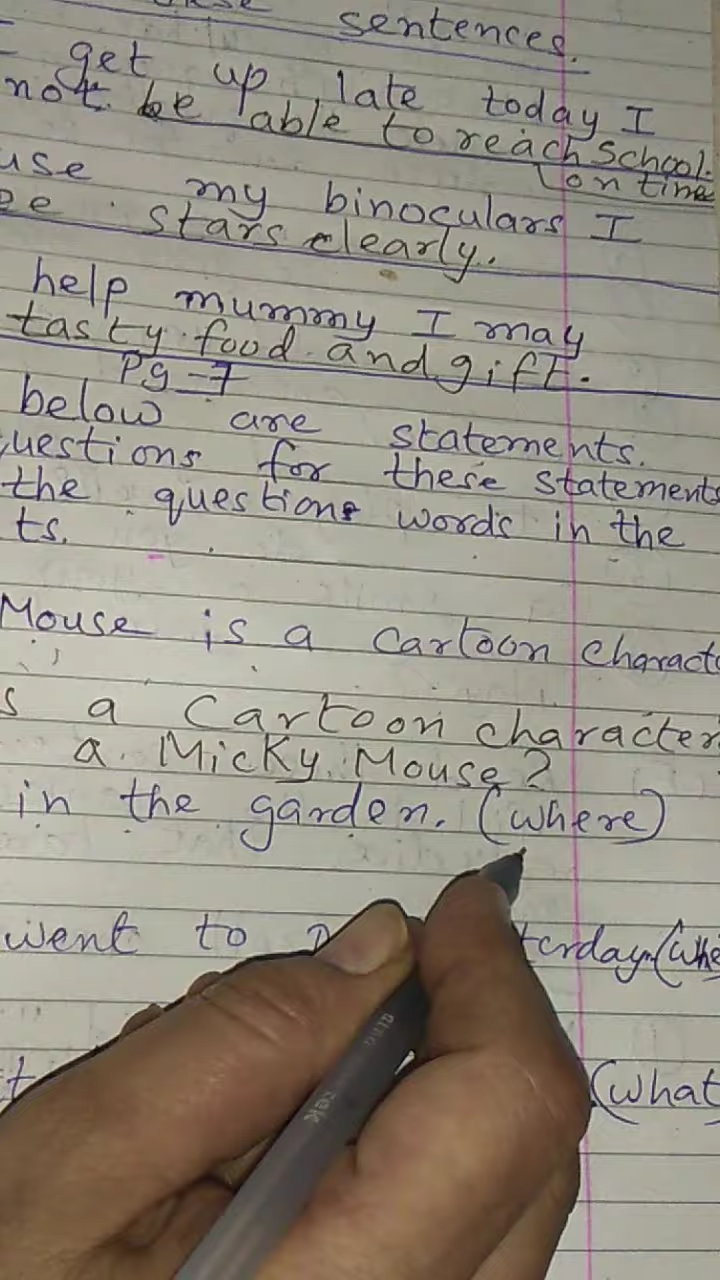 sentences.
get up late today I
not be able to reach School.
on time
use my binoculars I
stars clearly.
help mummy I may
tasty food and gift.
Pg-7
below are statements.
uestions for these statements
the questions words in the
ts.
Mouse is a cartoon charact
s a Cartoon character
a Micky Mouse?
in the garden. (where)
went to terday (whe
(what